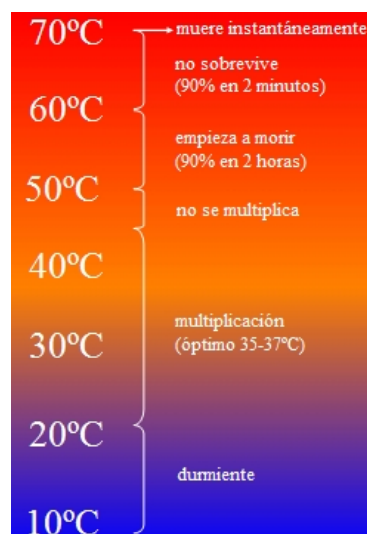 70ºC
muere instantáneamente
no sobrevive
(90% en 2 minutos)
60ºC
empieza a morir
(90% en 2 horas)
50ºC
no se multiplica
40ºC
multiplicación
(óptimo 35-37ºC)
30ºC
20ºC
durmiente
10ºC